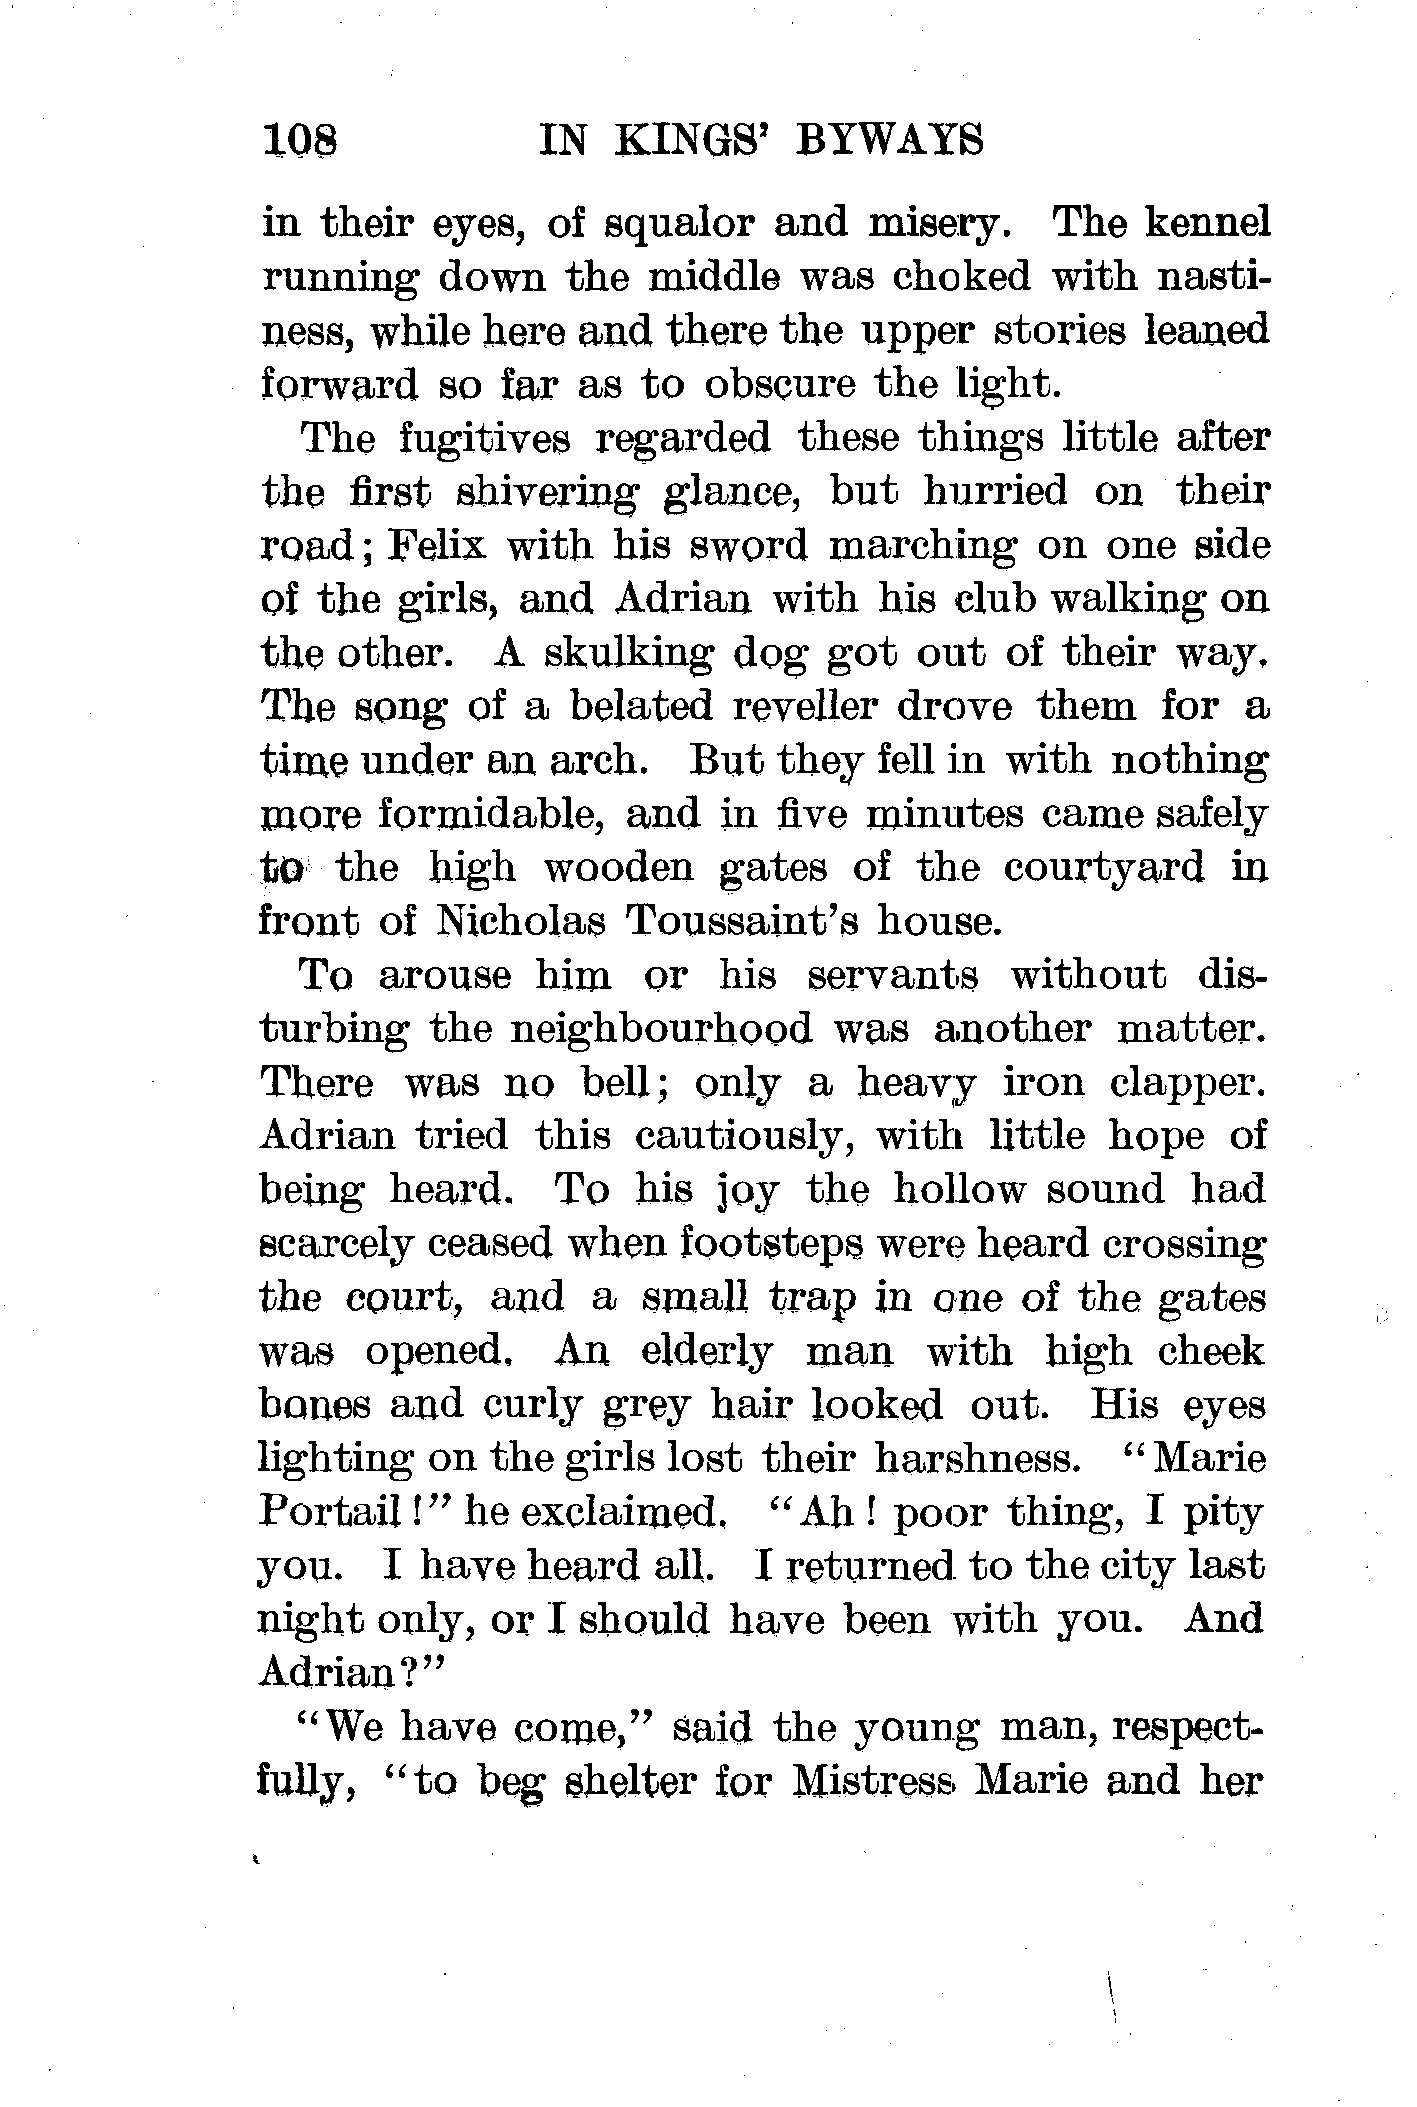 108 IN KINGS' BYWAYS
in their eyes, of squalor and misery. The kennel
running down the middle was choked with nasti-
ness, while here and there the upper stories leaned
forward so far as to obscure the light.
The fugitives regarded these things little after
the first shivering glance, but hurried on their
road; Felix with his sword marching on one side
of the girls, and Adrian with his club walking on
the other. A skulking dog got out of their way.
The song of a belated reveller drove them for a
time under an arch. But they fell in with nothing
more formidable, and in five minutes came safely
to the high wooden gates of the courtyard in
front of Nicholas Toussaint's house.
To arouse him or his servants without dis-
turbing the neighbourhood was another matter.
There was no bell; only a heavy iron clapper.
Adrian tried this cautiously, with little hope of
being heard. To his joy the hollow sound had
scarcely ceased when footsteps were heard crossing
the court, and a small trap in one of the gates
was opened. An elderly man with high cheek
bones and curly grey hair looked out. His eyes
lighting on the girls lost their harshness. "Marie
Portail!" he exclaimed. "Ah! poor thing, I pity
you. I have heard all. I returned to the city last
night only, or I should have been with you. And
Adrian?"
"We have come," said the young man, respect-
fully, "to beg shelter for Mistress Marie and her